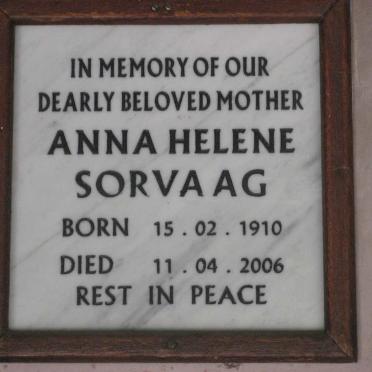 IN MEMORY OF OUR
DEARLY BELOVED MOTHER
ANNA HELENE
SORVAAG
BORN 15 . 02 . 1910
DIED 11 . 04 . 2006
REST IN PEACE